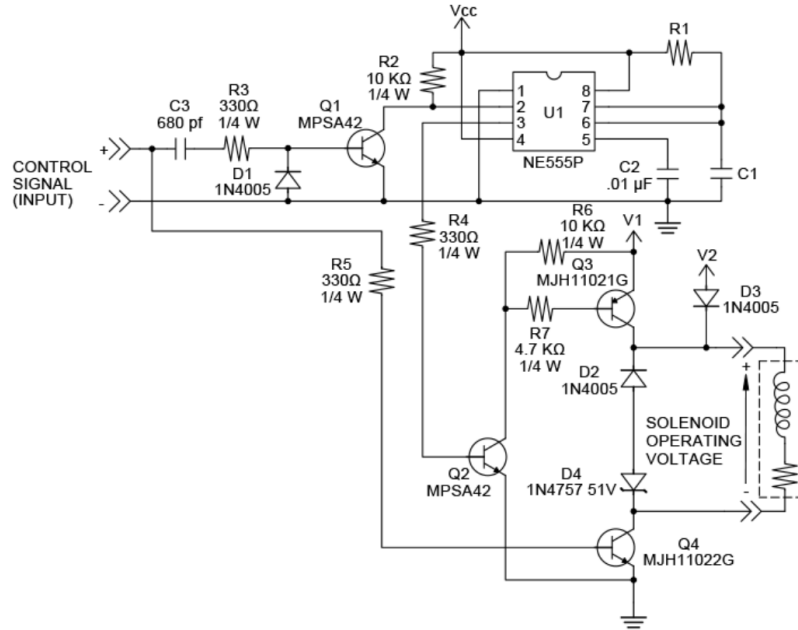 Vcc
R1
R2
10 KΩ
1/4 W
C3
680 pf
R3
330Ω
1/4 W
Q1
MPSA42
1
2
3
4
8
7
6
5
U1
NE555P
+
-
CONTROL
SIGNAL
(INPUT)
D1
1N4005
C2
.01 µF
C1
R4
330Ω
1/4 W
R5
330Ω
1/4 W
R6
10 KΩ
1/4 W
V1
Q3
MJH11021G
V2
D3
1N4005
R7
4.7 KΩ
1/4 W
D2
1N4005
+
SOLENOID
OPERATING
VOLTAGE
-
Q2
MPSA42
D4
1N4757 51V
Q4
MJH11022G